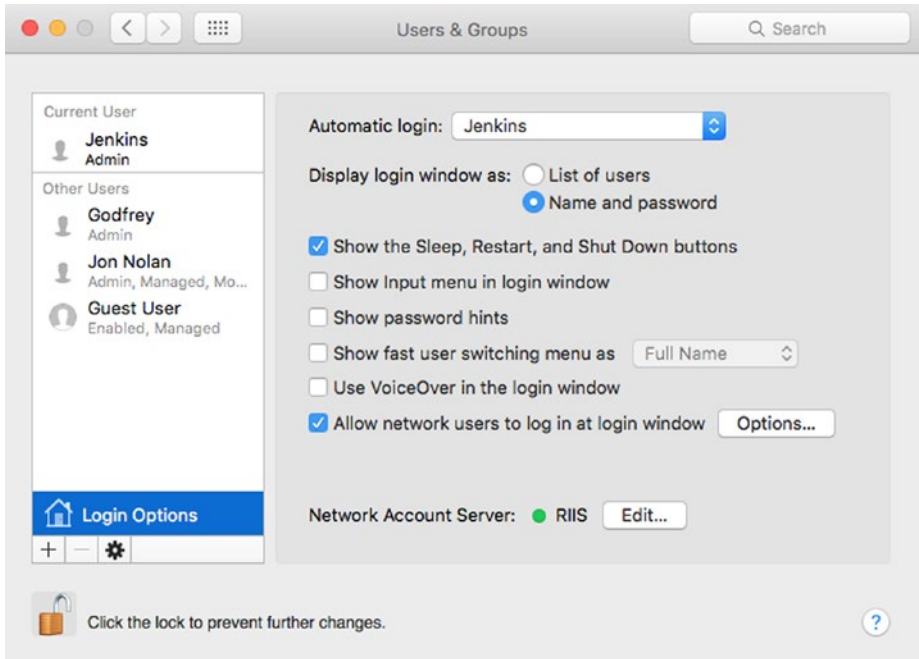 Users & Groups
Search
Current User
Jenkins
Admin
Other Users
Godfrey
Admin
Jon Nolan
Admin, Managed, Mo...
Guest User
Enabled, Managed
Login Options
Automatic login: Jenkins
Display login window as: List of users
Name and password
Show the Sleep, Restart, and Shut Down buttons
Show Input menu in login window
Show password hints
Show fast user switching menu as Full Name
Use VoiceOver in the login window
Allow network users to log in at login window Options...
Network Account Server: RIIS Edit...
Click the lock to prevent further changes.
?